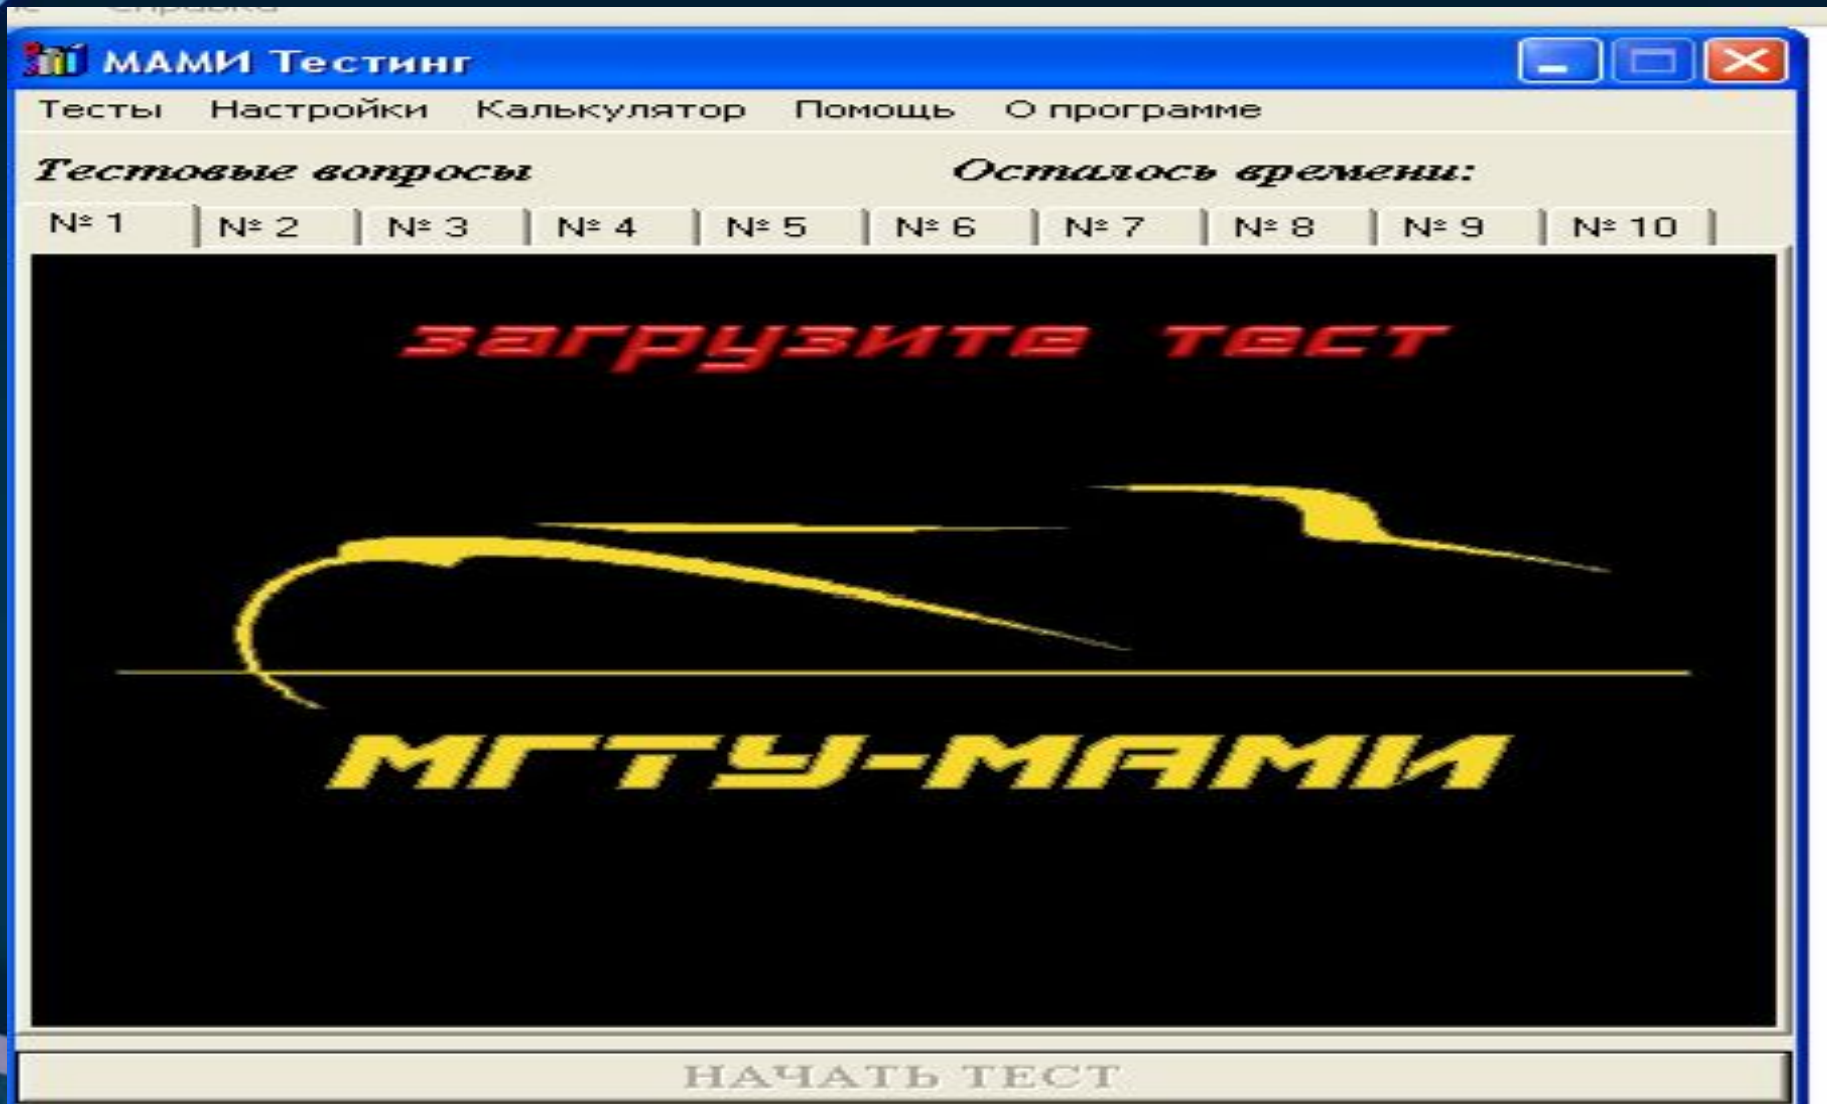 Справка
МАМИ Тестинг
Тесты Настройки Калькулятор Помощь О программе
Тестовые вопросы Осталось времени:
№ 1 № 2 № 3 № 4 № 5 № 6 № 7 № 8 № 9 № 10
загрузите тест
МГТУ-МАМИ
НАЧАТЬ ТЕСТ